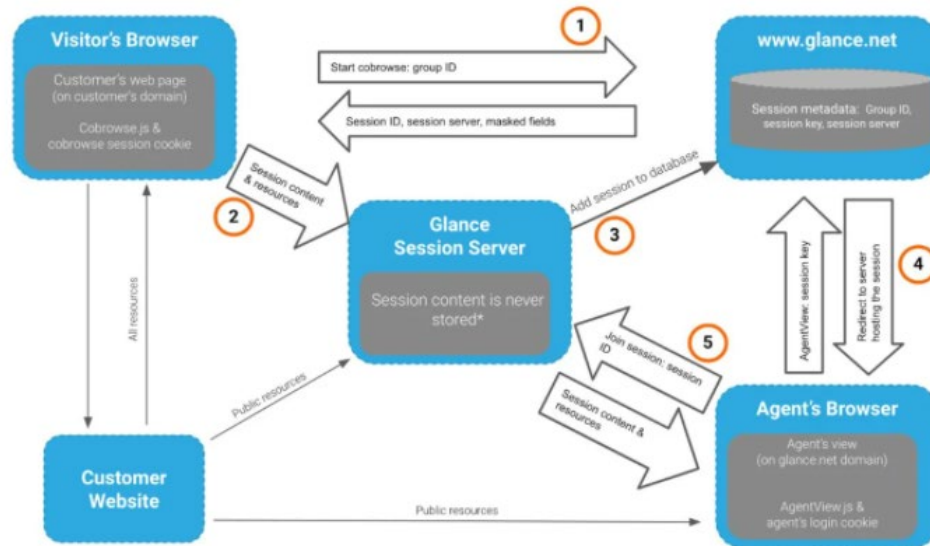 1
Visitor's Browser
Customer's web page
(on customer's domain)
Cobrowse.js &
cobrowse session cookie
Start cobrowse: group ID
Session ID, session server, masked fields
www.glance.net
Session metadata: Group ID,
session key, session server
Session content
& resources
2
Add session to database
3
Glance
Session Server
Session content is never
stored*
AgentView: session key
Redirect to server
hosting the session
4
All resources
Public resources
Join session: session
ID
5
Session content &
resources
Customer
Website
Public resources
Agent's Browser
Agent's view
(on glance.net domain)
AgentView.js &
agent's login cookie